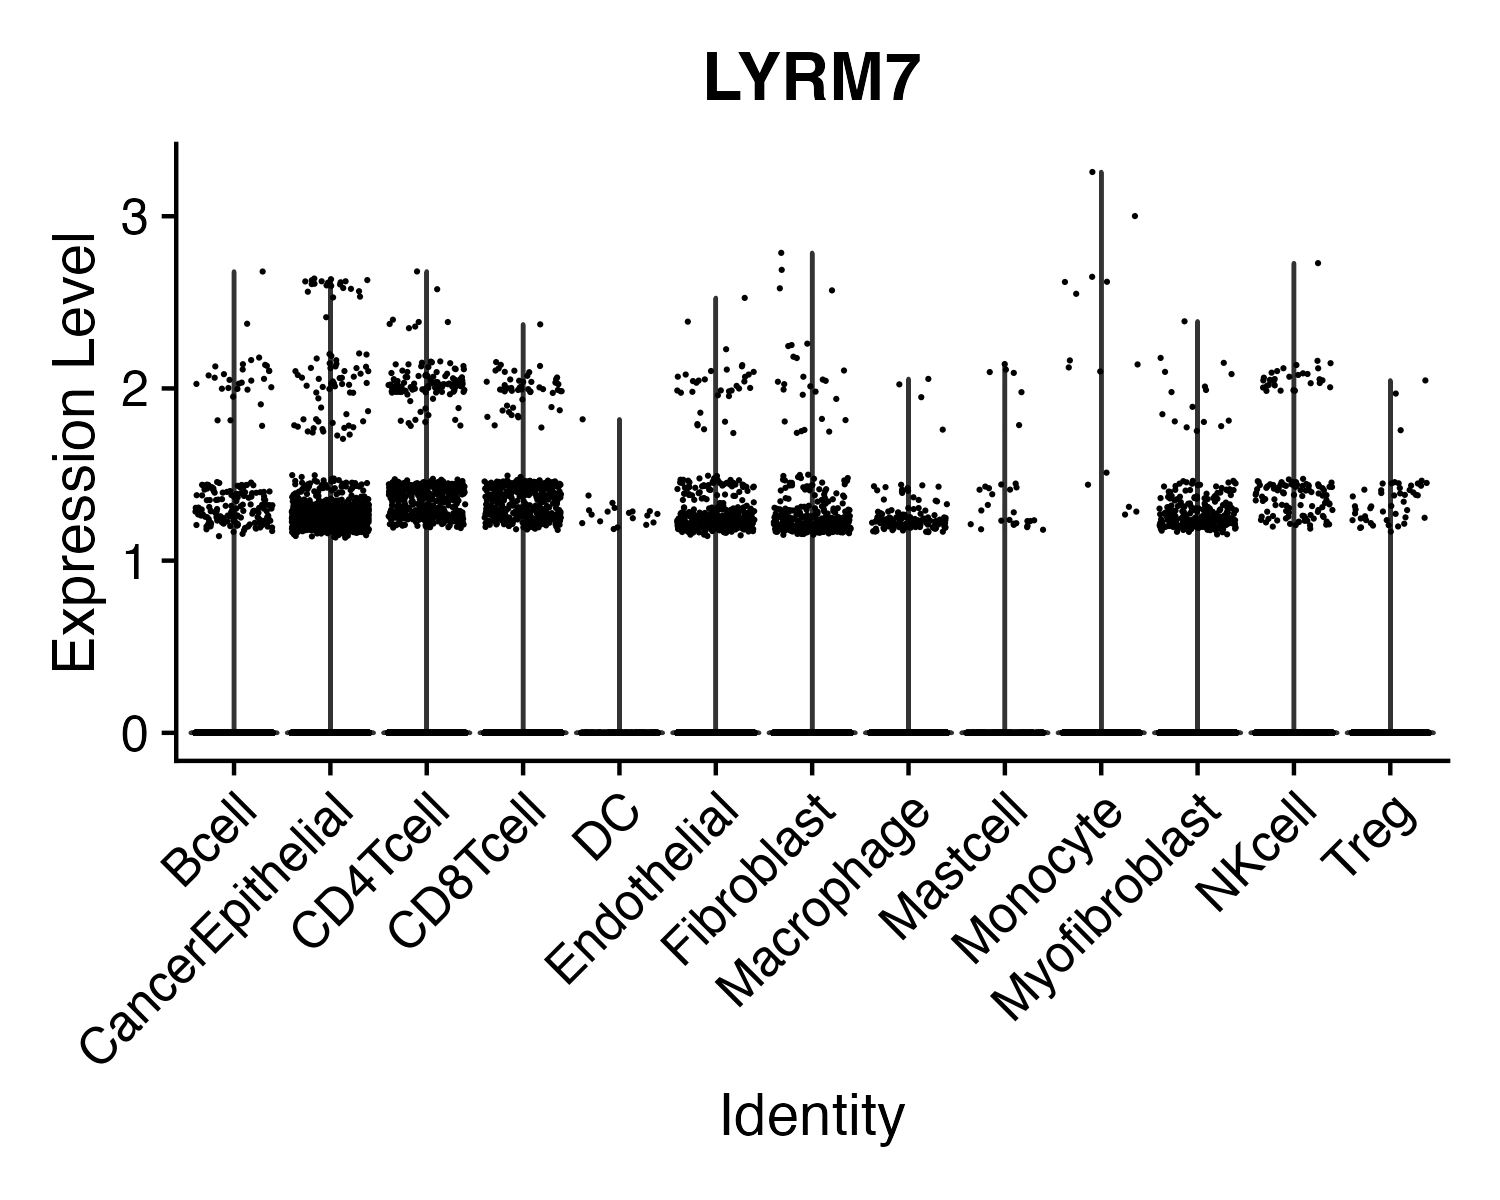 LYRM7
Expression Level
3
2
1
0
Bcell
CancerEpithelial
CD4Tcell
CD8Tcell
DC
Endothelial
Fibroblast
Macrophage
Mastcell
Monocyte
Myofibroblast
NKcell
Treg
Identity